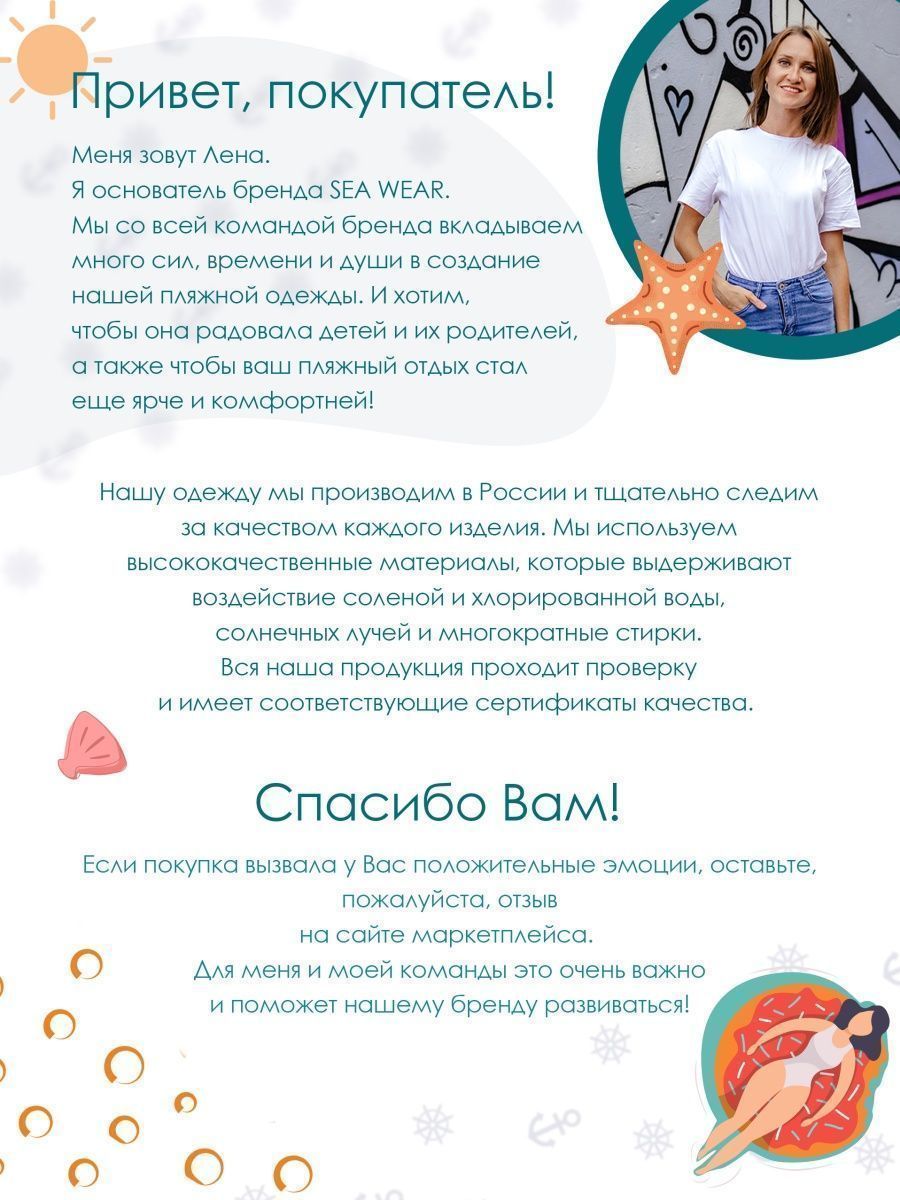 Привет, покупатель!
Меня зовут Лена.
Я основатель бренда SEA WEAR.
Мы со всей командой бренда вкладываем
много сил, времени и души в создание
нашей пляжной одежды. И хотим,
чтобы она радовала детей и их родителей,
а также чтобы ваш пляжный отдых стал
еще ярче и комфортней!
Нашу одежду мы производим в России и тщательно следим
за качеством каждого изделия. Мы используем
высококачественные материалы, которые выдерживают
воздействие соленой и хлорированной воды,
солнечных лучей и многократные стирки.
Вся наша продукция проходит проверку
и имеет соответствующие сертификаты качества.
Спасибо Вам!
Если покупка вызвала у Вас положительные эмоции, оставьте,
пожалуйста, отзыв
на сайте маркетплейса.
Для меня и моей команды это очень важно
и поможет нашему бренду развиваться!